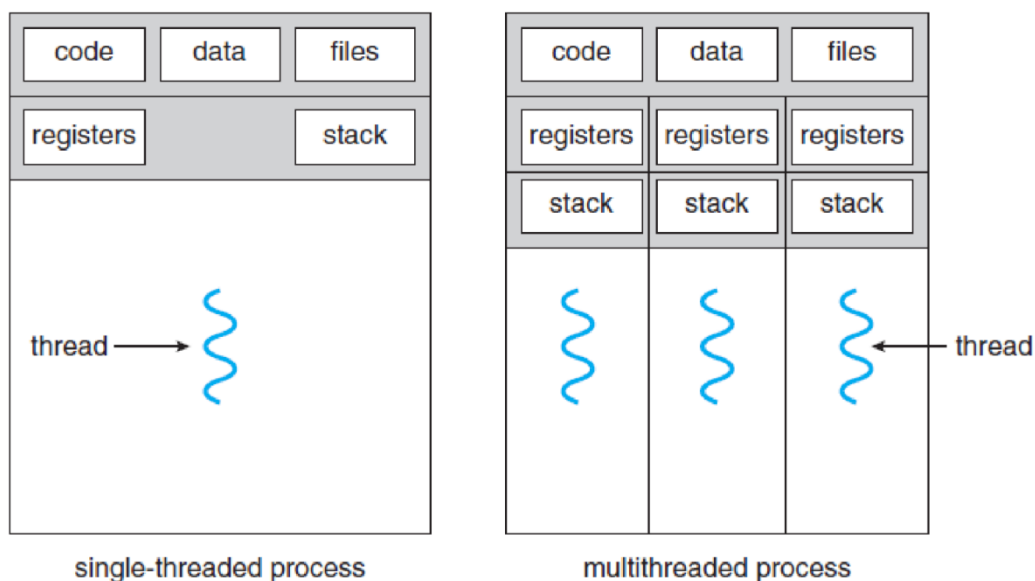 code data files
registers stack
thread
single-threaded process
code data files
registers registers registers
stack stack stack
thread
multithreaded process